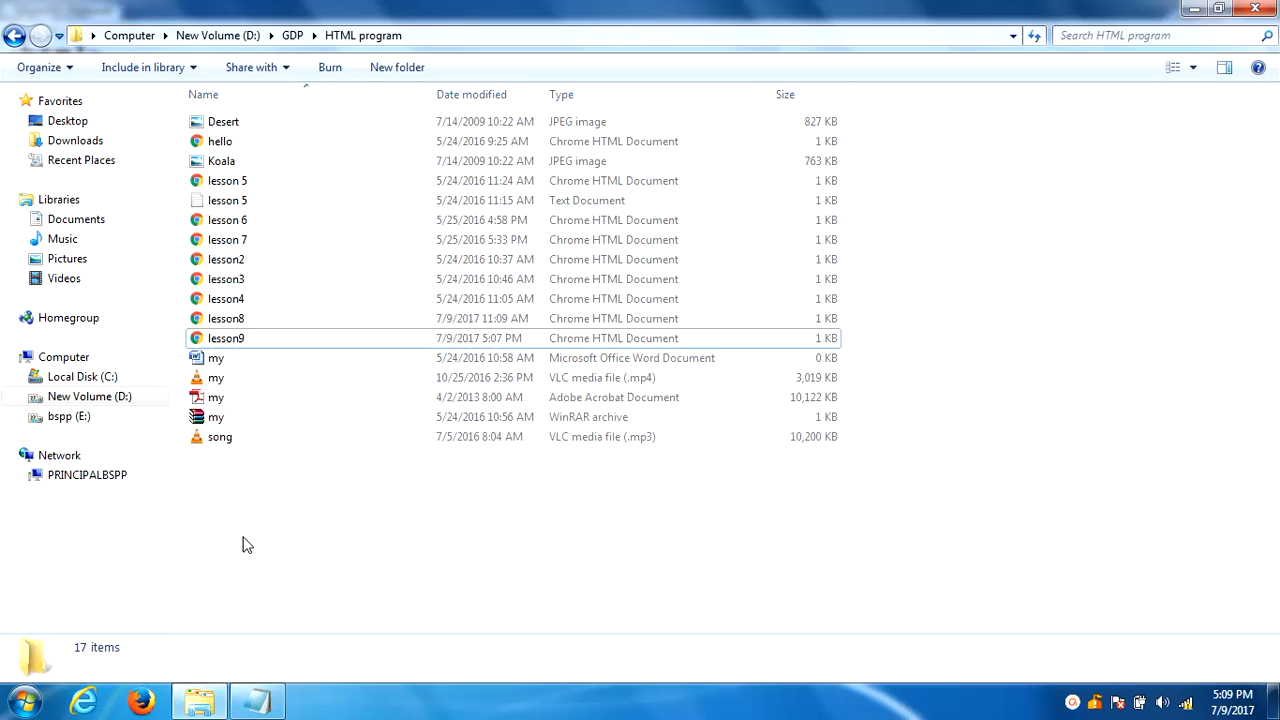 Computer New Volume (D:) GDP HTML program Search HTML program
Organize Include in library Share with Burn New folder
Name Date modified Type Size
Favorites
Desktop
Downloads
Recent Places
Libraries
Documents
Music
Pictures
Videos
Homegroup
Computer
Local Disk (C:)
New Volume (D:)
bspp (E:)
Network
PRINCIPALBSPP
Desert 7/14/2009 10:22 AM JPEG image 827 KB
hello 5/24/2016 9:25 AM Chrome HTML Document 1 KB
Koala 7/14/2009 10:22 AM JPEG image 763 KB
lesson 5 5/24/2016 11:24 AM Chrome HTML Document 1 KB
lesson 5 5/24/2016 11:15 AM Text Document 1 KB
lesson 6 5/25/2016 4:58 PM Chrome HTML Document 1 KB
lesson 7 5/25/2016 5:33 PM Chrome HTML Document 1 KB
lesson2 5/24/2016 10:37 AM Chrome HTML Document 1 KB
lesson3 5/24/2016 10:46 AM Chrome HTML Document 1 KB
lesson4 5/24/2016 11:05 AM Chrome HTML Document 1 KB
lesson8 7/9/2017 11:09 AM Chrome HTML Document 1 KB
lesson9 7/9/2017 5:07 PM Chrome HTML Document 1 KB
my 5/24/2016 10:58 AM Microsoft Office Word Document 0 KB
my 10/25/2016 2:36 PM VLC media file (.mp4) 3,019 KB
my 4/2/2013 8:00 AM Adobe Acrobat Document 10,122 KB
my 5/24/2016 10:56 AM WinRAR archive 1 KB
song 7/5/2016 8:04 AM VLC media file (.mp3) 10,200 KB
17 items
5:09 PM
7/9/2017